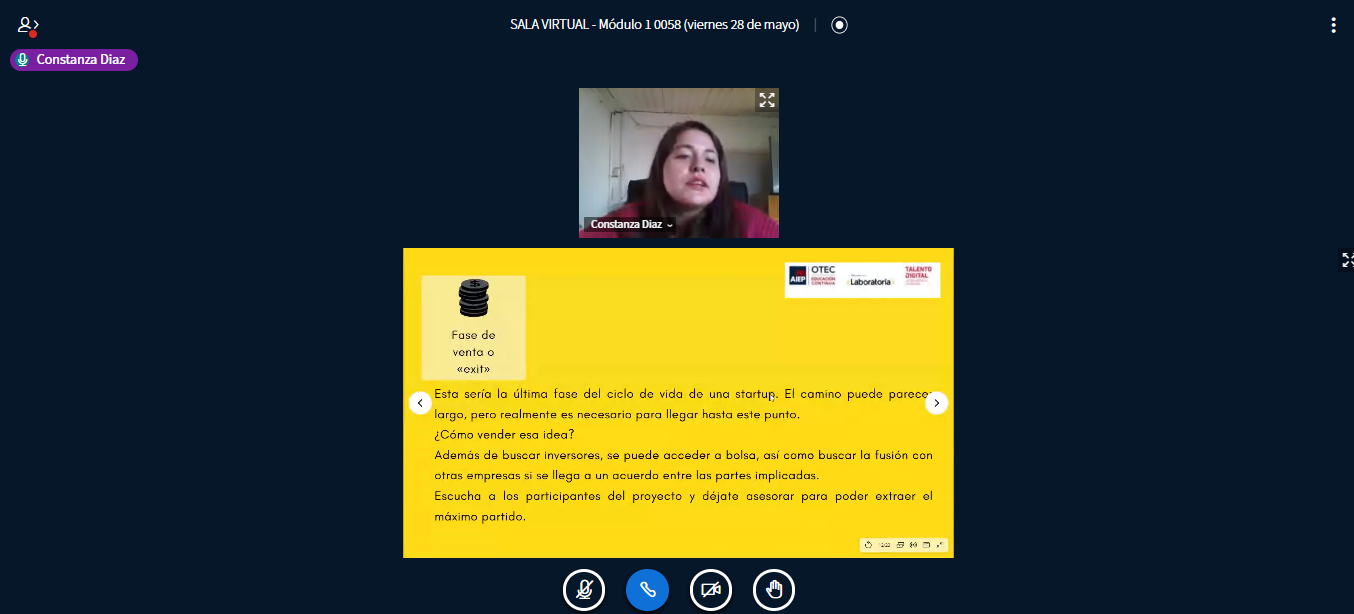 SALA VIRTUAL - Módulo 1 0058 (viernes 28 de mayo)
Constanza Diaz
Constanza Diaz
AIEP
OTEC
EDUCACIÓN
CONTINUA
Laboratoria
TALENTO
DIGITAL
Fase de
venta o
«exit»
Esta sería la última fase del ciclo de vida de una startup. El camino puede parecer
largo, pero realmente es necesario para llegar hasta este punto.
¿Cómo vender esa idea?
Además de buscar inversores, se puede acceder a bolsa, así como buscar la fusión con
otras empresas si se llega a un acuerdo entre las partes implicadas.
Escucha a los participantes del proyecto y déjate asesorar para poder extraer el
máximo partido.